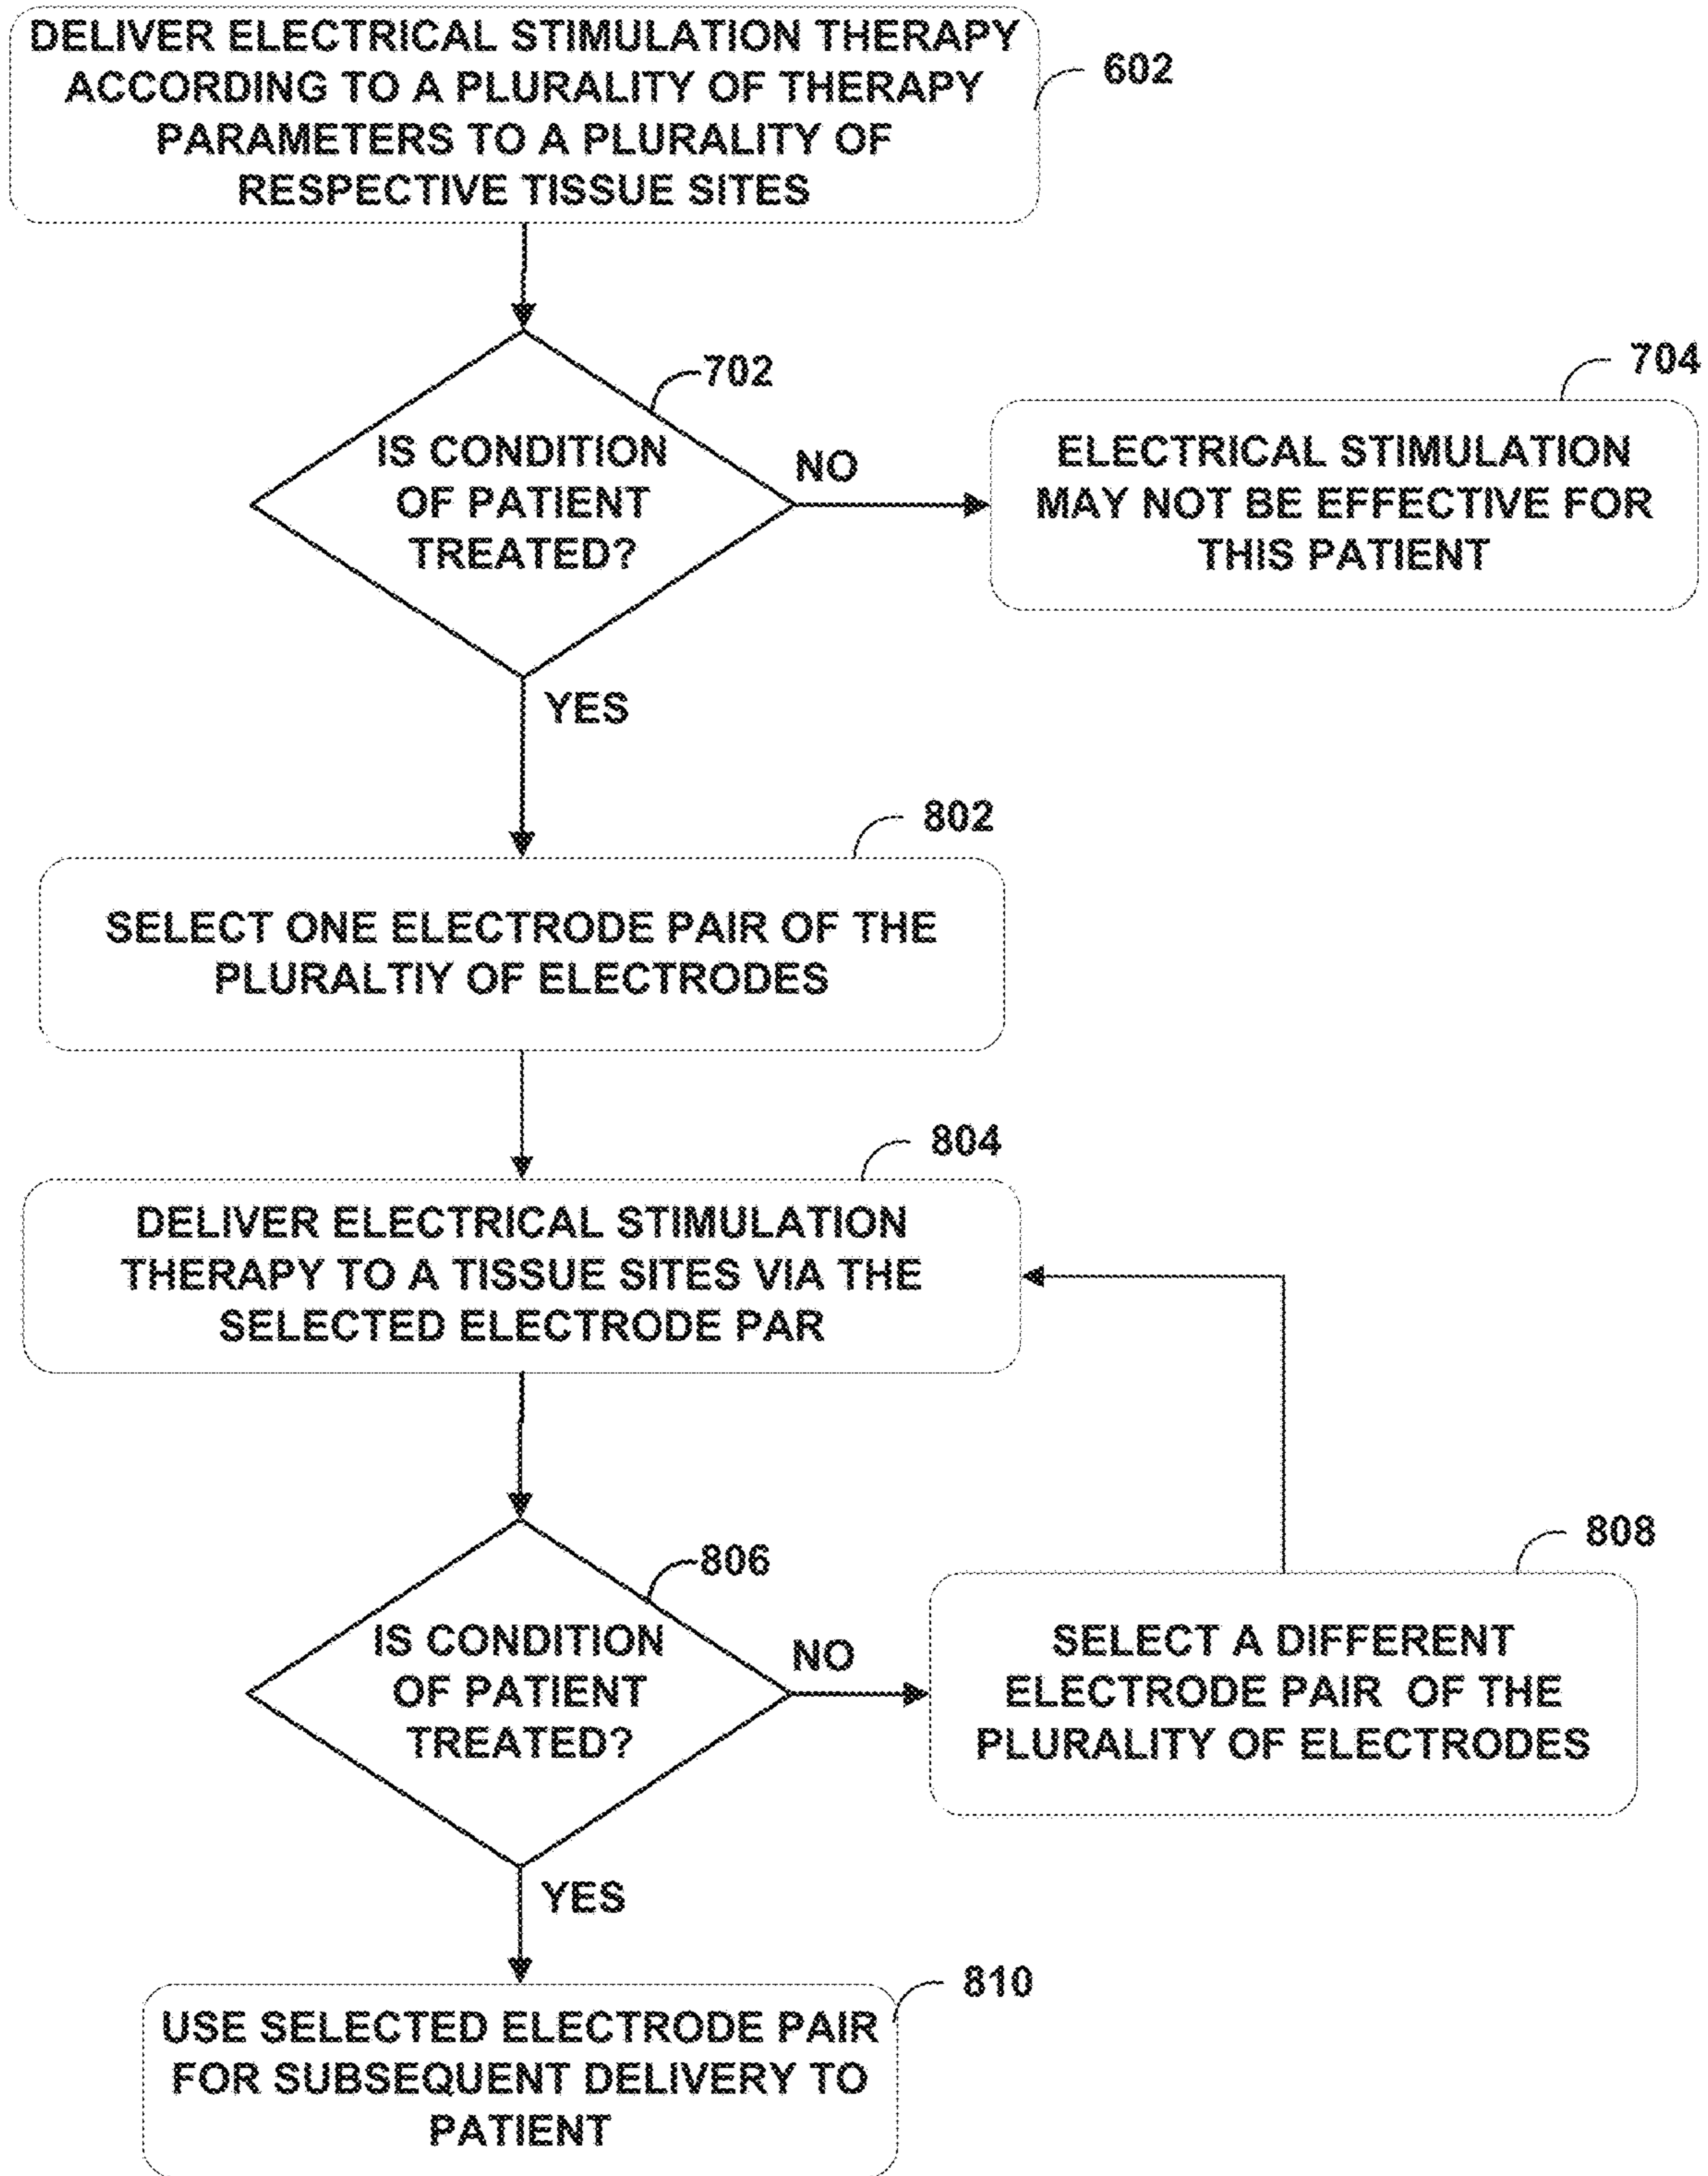 DELIVER ELECTRICAL STIMULATION THERAPY
ACCORDING TO A PLURALITY OF THERAPY
PARAMETERS TO A PLURALITY OF
RESPECTIVE TISSUE SITES
602
702
IS CONDITION
OF PATIENT
TREATED?
NO
704
ELECTRICAL STIMULATION
MAY NOT BE EFFECTIVE FOR
THIS PATIENT
YES
802
SELECT ONE ELECTRODE PAIR OF THE
PLURALTIY OF ELECTRODES
804
DELIVER ELECTRICAL STIMULATION
THERAPY TO A TISSUE SITES VIA THE
SELECTED ELECTRODE PAR
806
IS CONDITION
OF PATIENT
TREATED?
NO
808
SELECT A DIFFERENT
ELECTRODE PAIR OF THE
PLURALITY OF ELECTRODES
YES
810
USE SELECTED ELECTRODE PAIR
FOR SUBSEQUENT DELIVERY TO
PATIENT